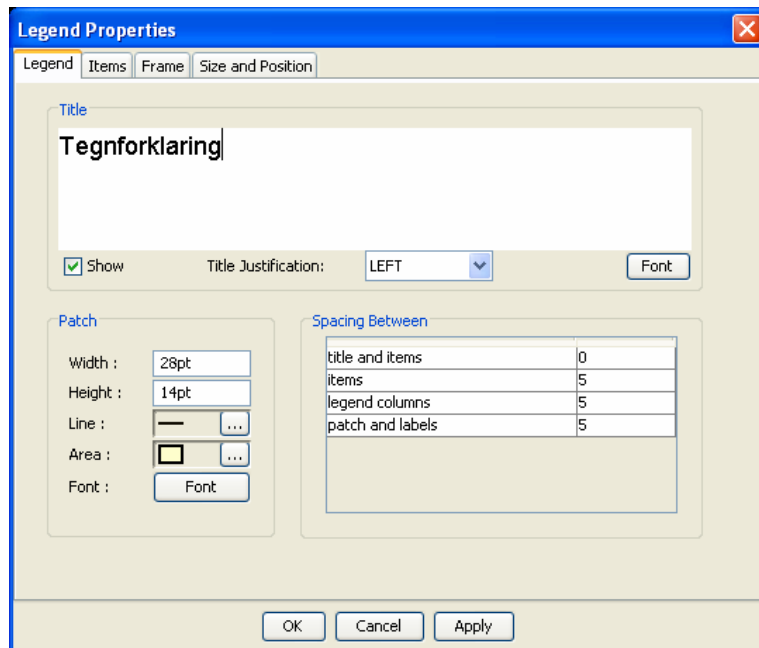 Legend Properties
Legend Items Frame Size and Position
Title
Tegnforklaring
Show Title Justification: LEFT Font
Patch
Width : 28pt
Height : 14pt
Line : ...
Area : ...
Font : Font
Spacing Between
title and items 0
items 5
legend columns 5
patch and labels 5
OK Cancel Apply